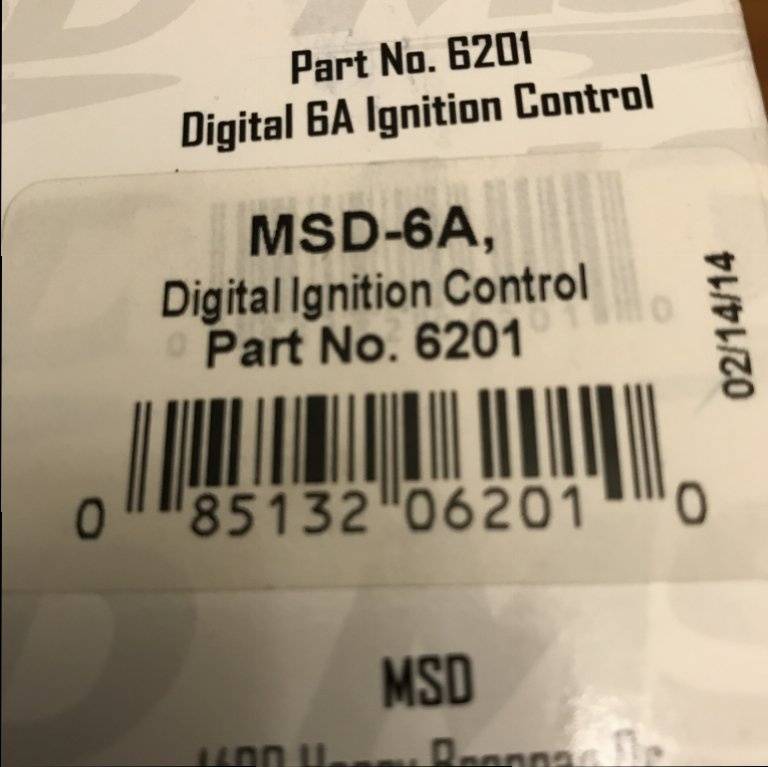 Part No. 6201
Digital 6A Ignition Control
MSD-6A,
Digital Ignition Control
Part No. 6201
02/14/14
0 85132 06201 0
MSD